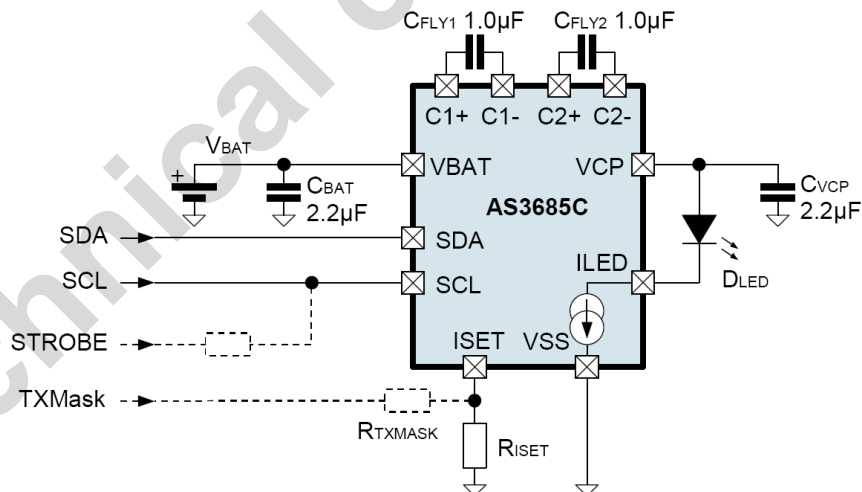 CFLY1 1.0µF
CFLY2 1.0µF
C1+ C1- C2+ C2-
VBAT
VBAT
VCP
CBAT
2.2µF
AS3685C
CVCP
2.2µF
SDA
SDA
SCL
SCL
ILED
DLED
STROBE
ISET
VSS
TXMask
RTXMASK
RISET
chnical c